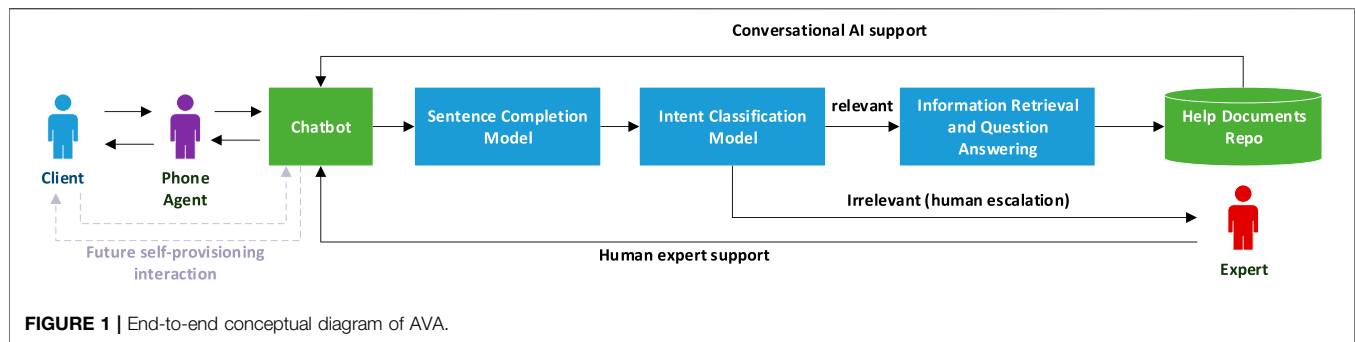 Conversational AI support
Chatbot
Sentence Completion
Model
Intent Classification
Model
relevant
Information Retrieval
and Question
Answering
Help Documents
Repo
Client
Phone
Agent
Irrelevant (human escalation)
Future self-provisioning
interaction
Human expert support
Expert
FIGURE 1 | End-to-end conceptual diagram of AVA.